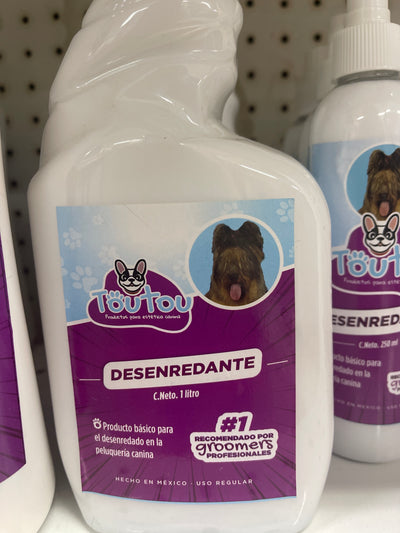 TouTou
Productos para estética canina
DESENREDANTE
C.Neto. 1 litro
Producto básico para
el desenredado en la
peluquería canina
#1
RECOMENDADO POR
groomers
PROFESIONALES
HECHO EN MÉXICO · USO REGULAR
TouTou
DESENREDA
C.Neto. 250 ml
Producto básico para
desenredado en la
uquería canina